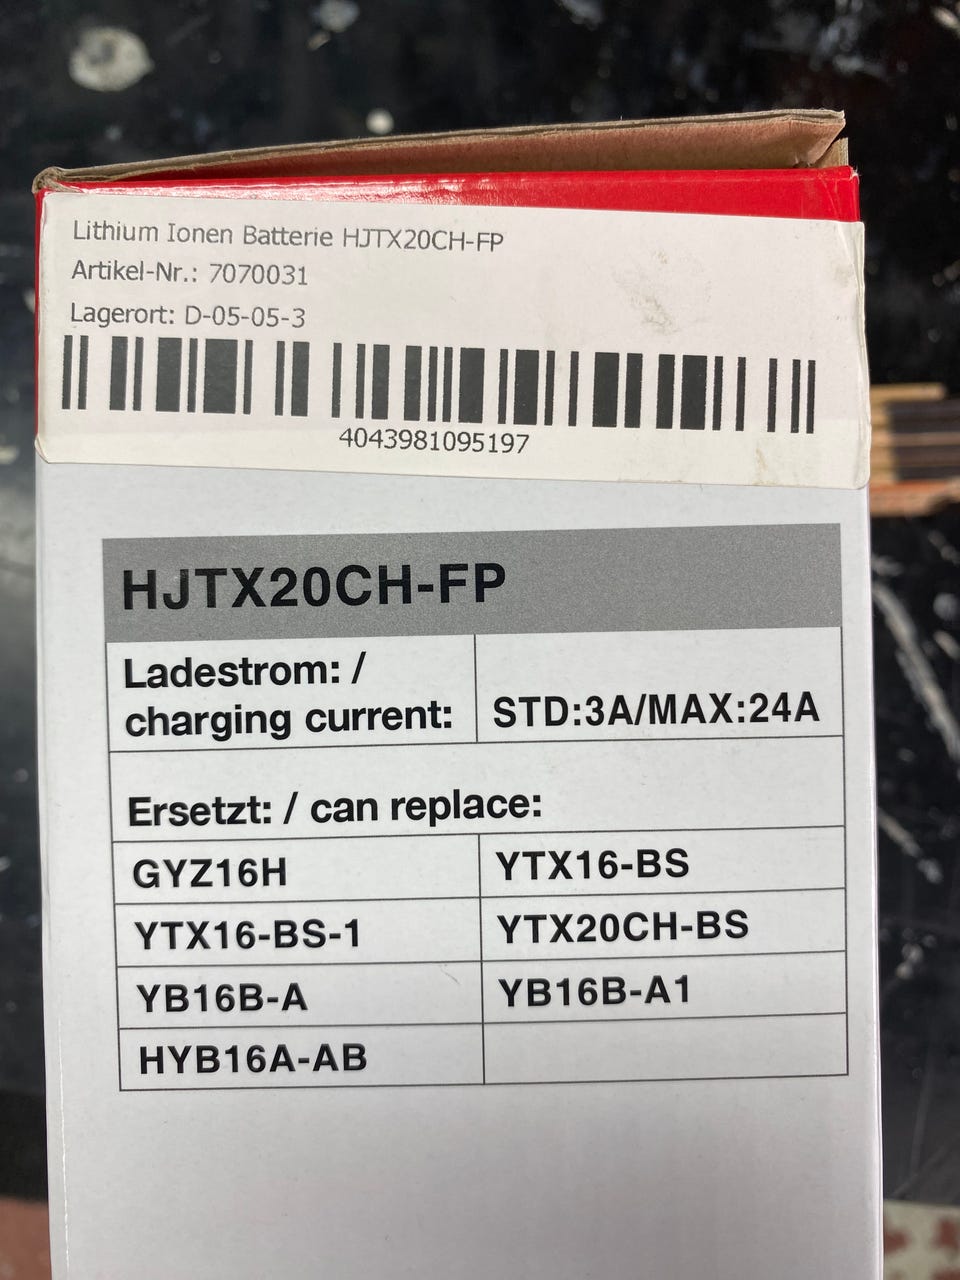 Lithium Ionen Batterie HJTX20CH-FP
Artikel-Nr.: 7070031
Lagerort: D-05-05-3
4043981095197
HJTX20CH-FP
Ladestrom: /
charging current: STD:3A/MAX:24A
Ersetzt: / can replace:
GYZ16H YTX16-BS
YTX16-BS-1 YTX20CH-BS
YB16B-A YB16B-A1
HYB16A-AB